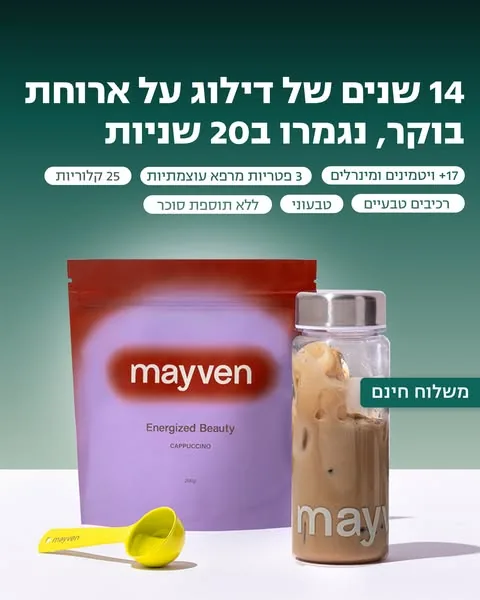 14 שנים של דילוג על ארוחת
בוקר, נגמרו ב20 שניות
17+ ויטמינים ומינרלים
3 פטריות מרפא עוצמתיות
25 קלוריות
רכיבים טבעיים
טבעוני
ללא תוספת סוכר
mayven
משלוח חינם
Energized Beauty
CAPPUCCINO
mayv
mayven